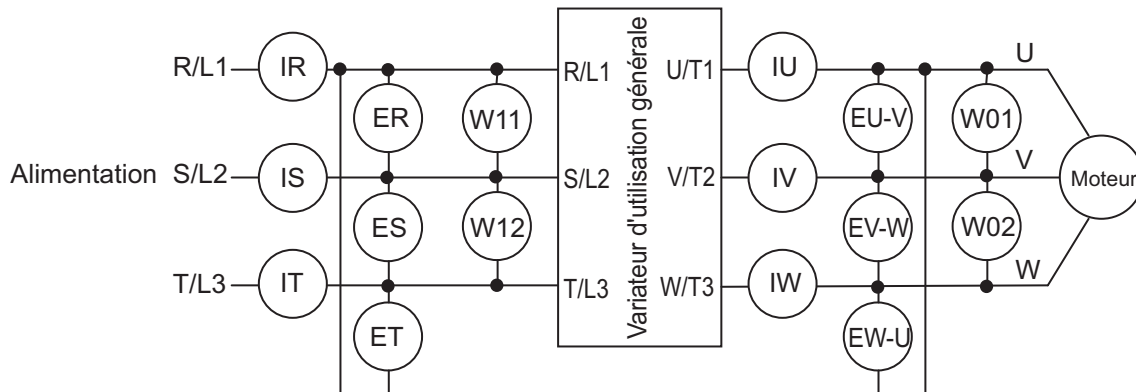 R/L1 IR R/L1 U/T1 IU U
ER W11 EU-V W01
Alimentation S/L2 IS S/L2 V/T2 IV V Moteur
ES W12 EV-W W02
T/L3 IT T/L3 W/T3 IW W
ET EW-U
Variateur d'utilisation générale